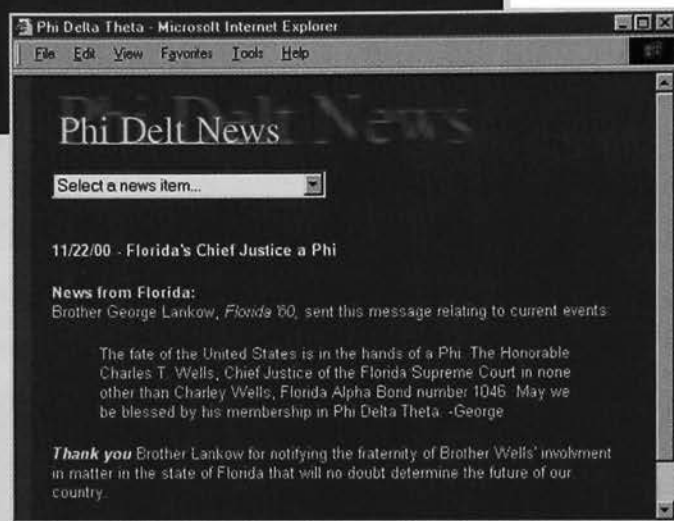 Phi Delta Theta - Microsoft Internet Explorer
File Edit View Favorites Tools Help
Phi Delt News
Phi Delt News
Select a news item...
11/22/00 - Florida's Chief Justice a Phi
News from Florida:
Brother George Lankow, Florida '60, sent this message relating to current events
The fate of the United States is in the hands of a Phi. The Honorable
Charles T. Wells, Chief Justice of the Florida Supreme Court in none
other than Charley Wells, Florida Alpha Bond number 1046. May we
be blessed by his membership in Phi Delta Theta. -George
Thank you Brother Lankow for notifying the fraternity of Brother Wells' involvment
in matter in the state of Florida that will no doubt determine the future of our
country.